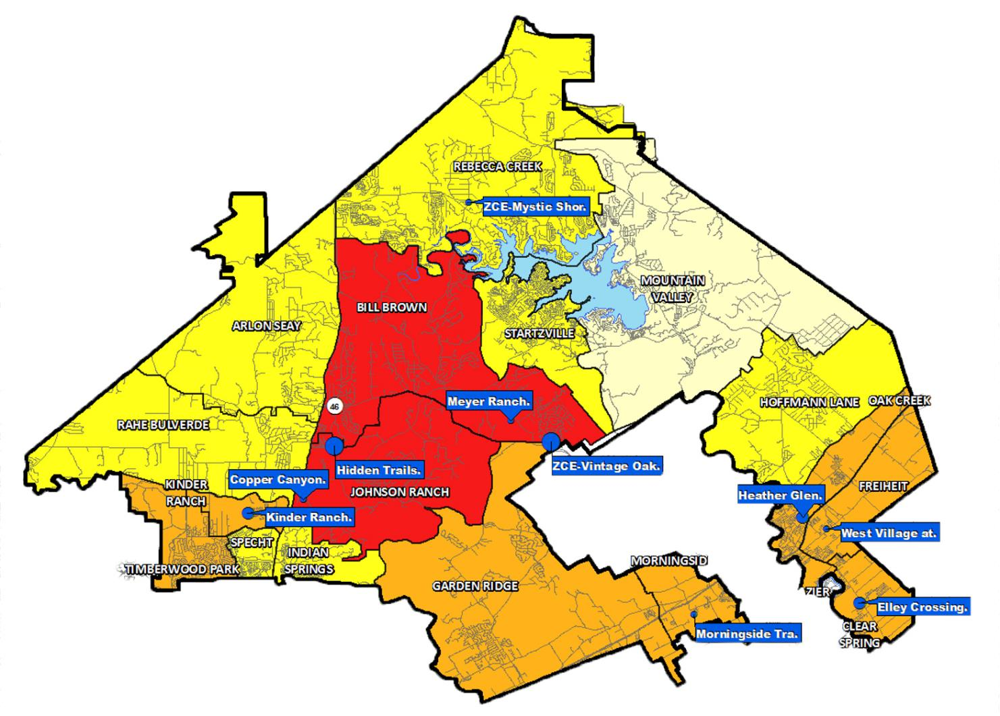 REBECCA CREEK
ZCE-Mystic Shor.
MOUNTAIN
VALLEY
BILL BROWN
ARLON SEAY
STARTZVILLE
46
Meyer Ranch.
HOFFMANN LANE
OAK CREEK
RAHE BULVERDE
ZCE-Vintage Oak.
Hidden Trails.
Copper Canyon.
KINDER
RANCH
JOHNSON RANCH
FREIHEIT
Heather Glen.
Kinder Ranch.
West Village at.
SPECHT
INDIAN
SPRINGS
TIMBERWOOD PARK
MORNINGSID
GARDEN RIDGE
ZIER
Elley Crossing.
CLEAR
SPRING
Morningside Tra.